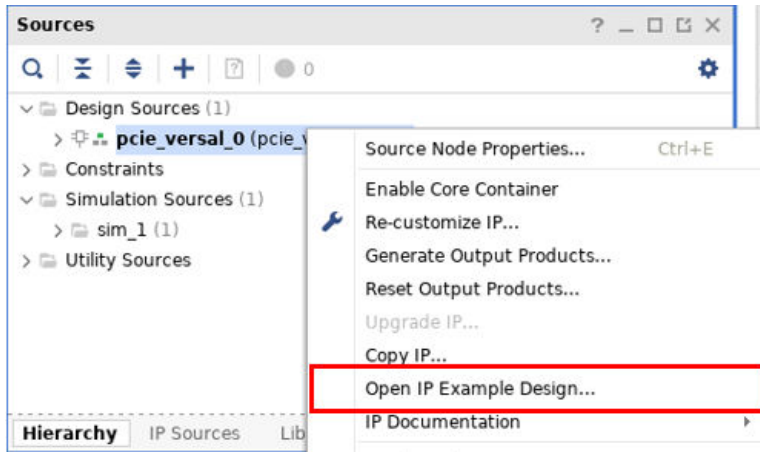 Sources
? _
0
Design Sources (1)
pcie_versal_0 (pcie_v
Source Node Properties... Ctrl+E
Constraints
Enable Core Container
Simulation Sources (1)
Re-customize IP...
sim_1 (1)
Generate Output Products...
Utility Sources
Reset Output Products...
Upgrade IP...
Copy IP...
Open IP Example Design...
IP Documentation
Hierarchy IP Sources Lib